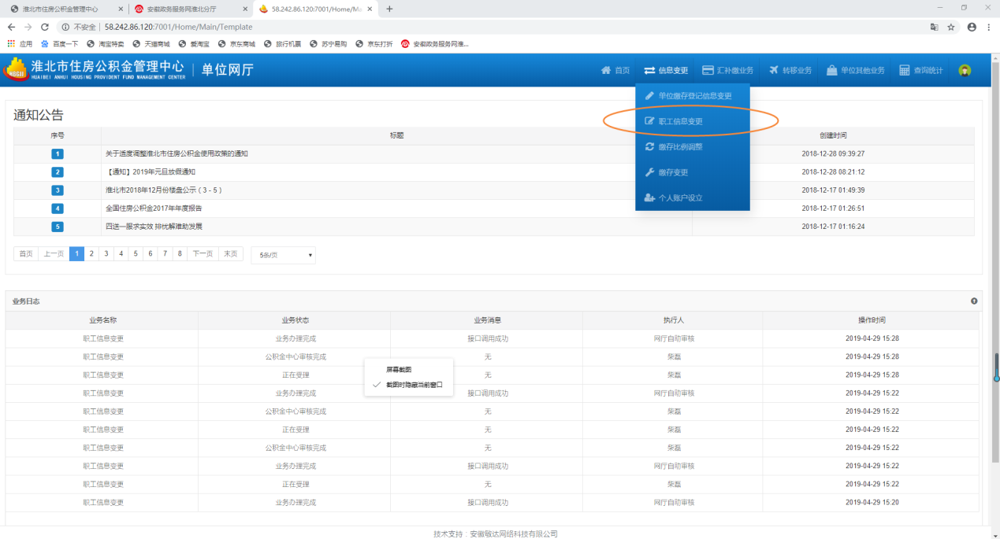 淮北市住房公积金管理中心 × 安徽政务服务网淮北分厅 × 58.242.86.120:7001/Home/Ma × +
不安全 | 58.242.86.120:7001/Home/Main/Template
应用 百度一下 淘宝特卖 天猫商城 爱淘宝 京东商城 旅行机票 苏宁易购 京东打折 安徽政务服务网淮...
淮北市住房公积金管理中心 单位网厅
HUAIBEI ANHUI HOUSING PROVIDENT FUND MANAGEMENT CENTER
首页 信息变更 汇补缴业务 转移业务 单位其他业务 查询统计
单位缴存登记信息变更
职工信息变更
缴存比例调整
缴存变更
个人账户设立
通知公告
序号 标题 创建时间
1 关于适度调整淮北市住房公积金使用政策的通知 2018-12-28 09:39:27
2 【通知】2019年元旦放假通知 2018-12-28 08:21:12
3 淮北市2018年12月份楼盘公示(3-5) 2018-12-17 01:49:39
4 全国住房公积金2017年年度报告 2018-12-17 01:26:51
5 四送一服求实效 排忧解难助发展 2018-12-17 01:16:24
首页 上一页 1 2 3 4 5 6 7 8 下一页 末页 5条/页
业务日志
业务名称 业务状态 业务消息 执行人 操作时间
职工信息变更 业务办理完成 接口调用成功 网厅自动审核 2019-04-29 15:28
职工信息变更 公积金中心审核完成 无 柴磊 2019-04-29 15:28
职工信息变更 正在受理 无 柴磊 2019-04-29 15:28
职工信息变更 业务办理完成 接口调用成功 网厅自动审核 2019-04-29 15:22
职工信息变更 公积金中心审核完成 无 柴磊 2019-04-29 15:22
职工信息变更 正在受理 无 柴磊 2019-04-29 15:22
职工信息变更 公积金中心审核完成 无 柴磊 2019-04-29 15:22
职工信息变更 业务办理完成 接口调用成功 网厅自动审核 2019-04-29 15:22
职工信息变更 正在受理 无 柴磊 2019-04-29 15:22
职工信息变更 业务办理完成 接口调用成功 网厅自动审核 2019-04-29 15:20
屏幕截图
截图时隐藏当前窗口
技术支持：安徽敏达网络科技有限公司